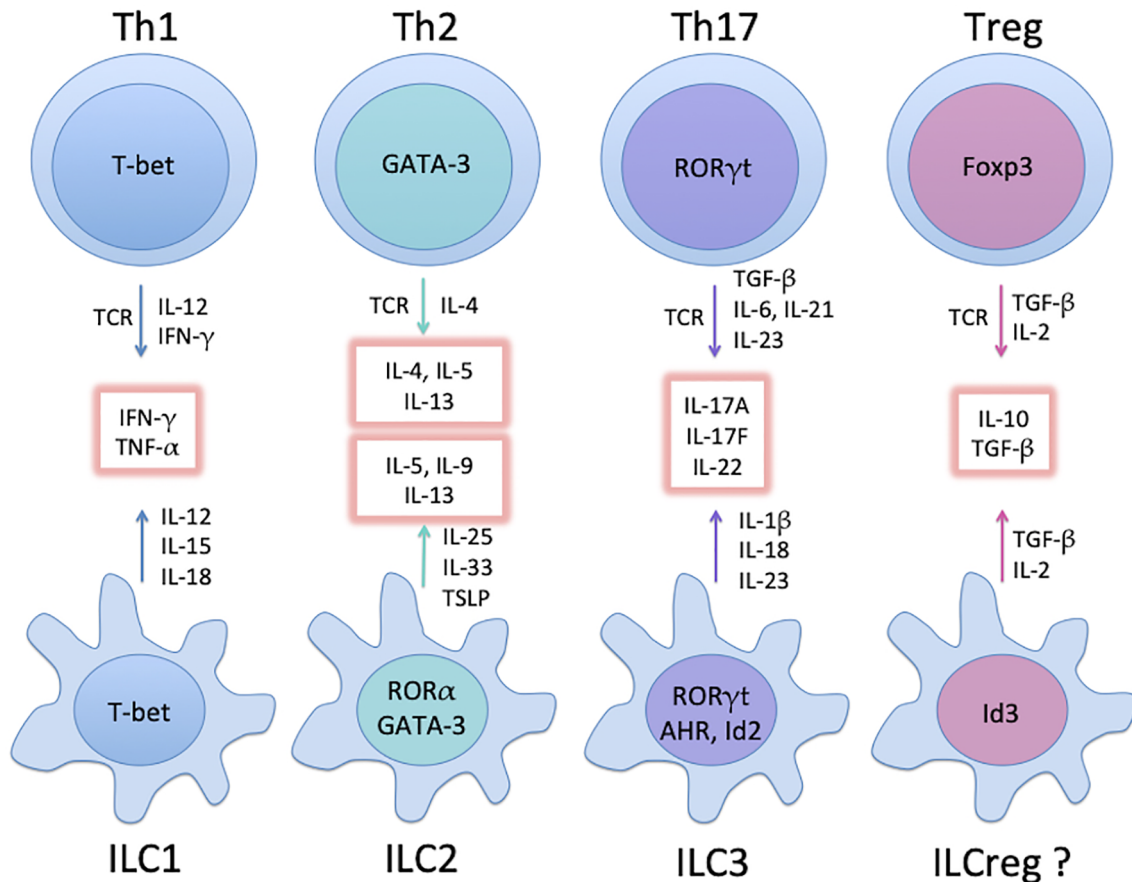 Th1
Th2
Th17
Treg
T-bet
GATA-3
RORγt
Foxp3
TCR
IL-12
IFN-γ
TCR
IL-4
TCR
TGF-β
IL-6, IL-21
IL-23
TCR
TGF-β
IL-2
IFN-γ
TNF-α
IL-4, IL-5
IL-13
IL-5, IL-9
IL-13
IL-17A
IL-17F
IL-22
IL-10
TGF-β
IL-12
IL-15
IL-18
IL-25
IL-33
TSLP
IL-1β
IL-18
IL-23
TGF-β
IL-2
T-bet
RORα
GATA-3
RORγt
AHR, Id2
Id3
ILC1
ILC2
ILC3
ILCreg ?